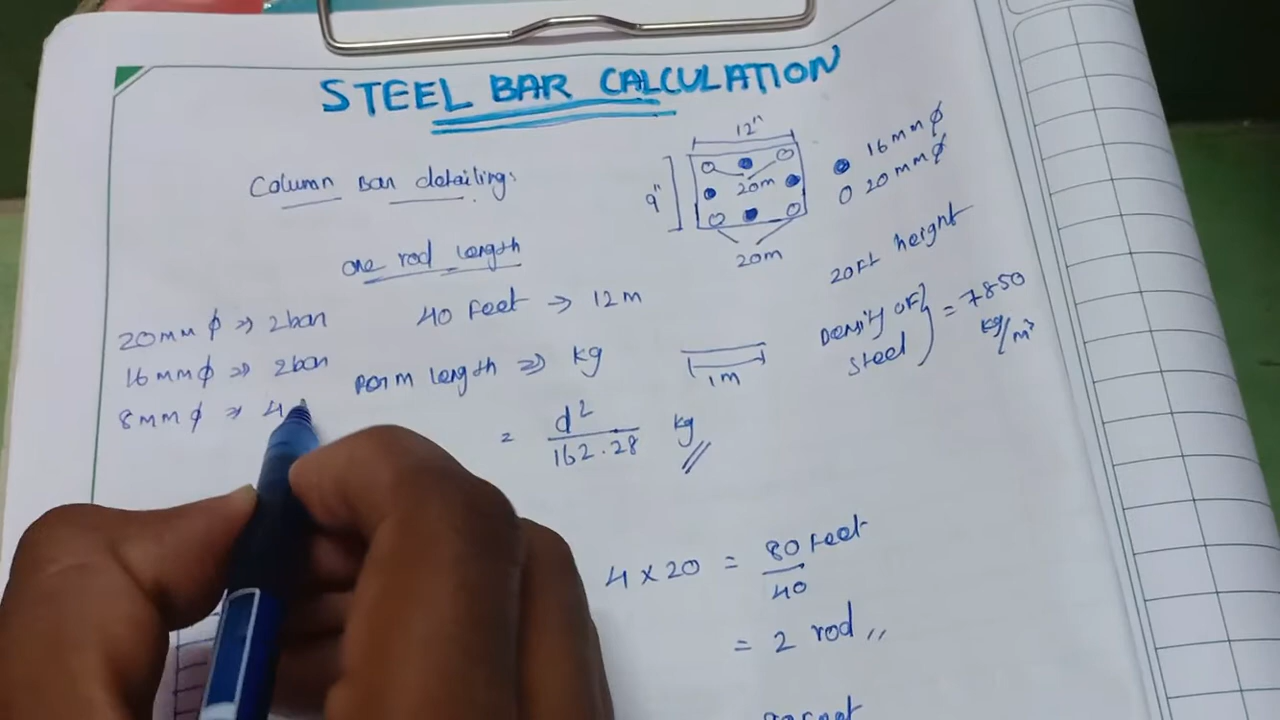 STEEL BAR CALCULATION
Column Bar detailing:
12"
9"
20m
20m
16mmϕ
20mmϕ
one rod length
40 Feet → 12m
20Ft height
20mmϕ ⇒ 2bar
16mmϕ ⇒ 2bar
8mmϕ ⇒ 4
Per m length ⇒ kg
1m
Density of
Steel } = 7850
kg/m³
= d²
162.28 kg
4 × 20 = 80 Feet
40
= 2 rod